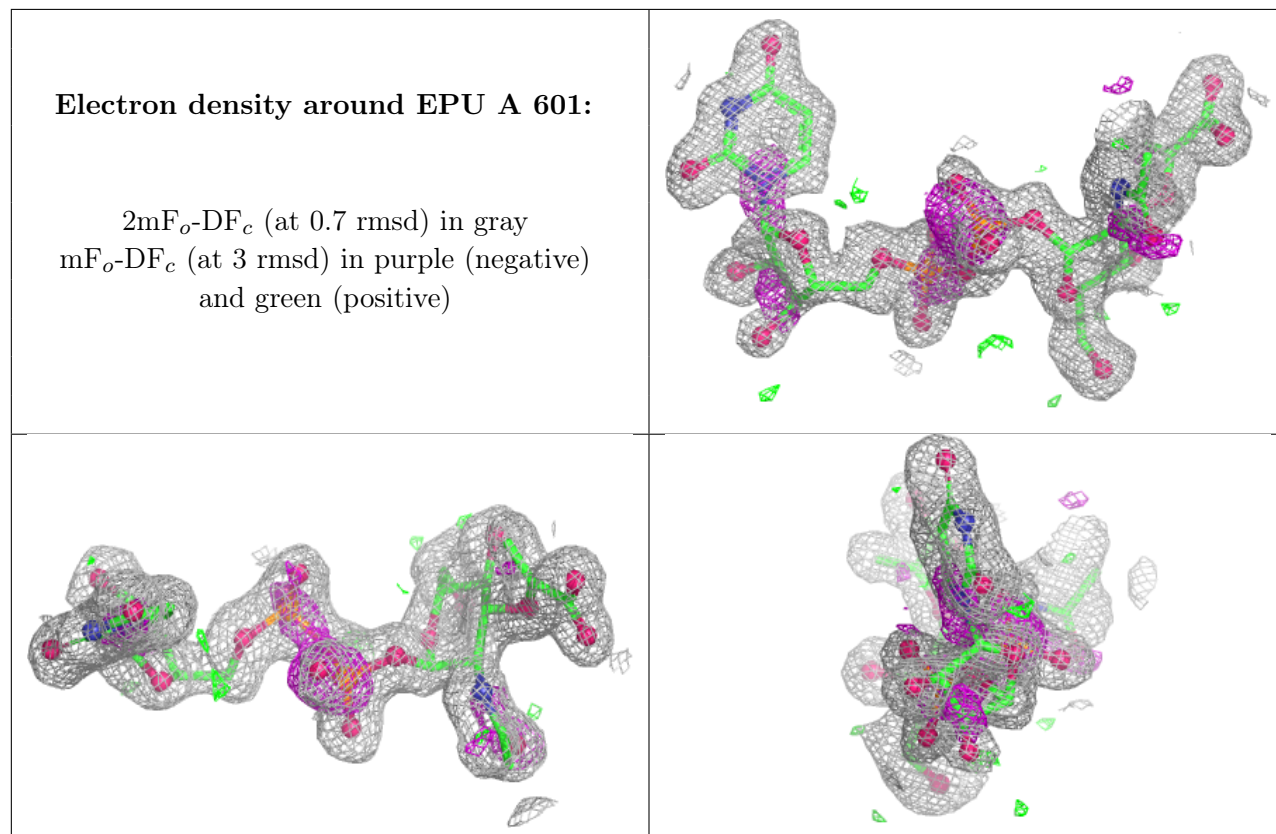 Electron density around EPU A 601:
2mFo-DFc (at 0.7 rmsd) in gray
mFo-DFc (at 3 rmsd) in purple (negative)
and green (positive)